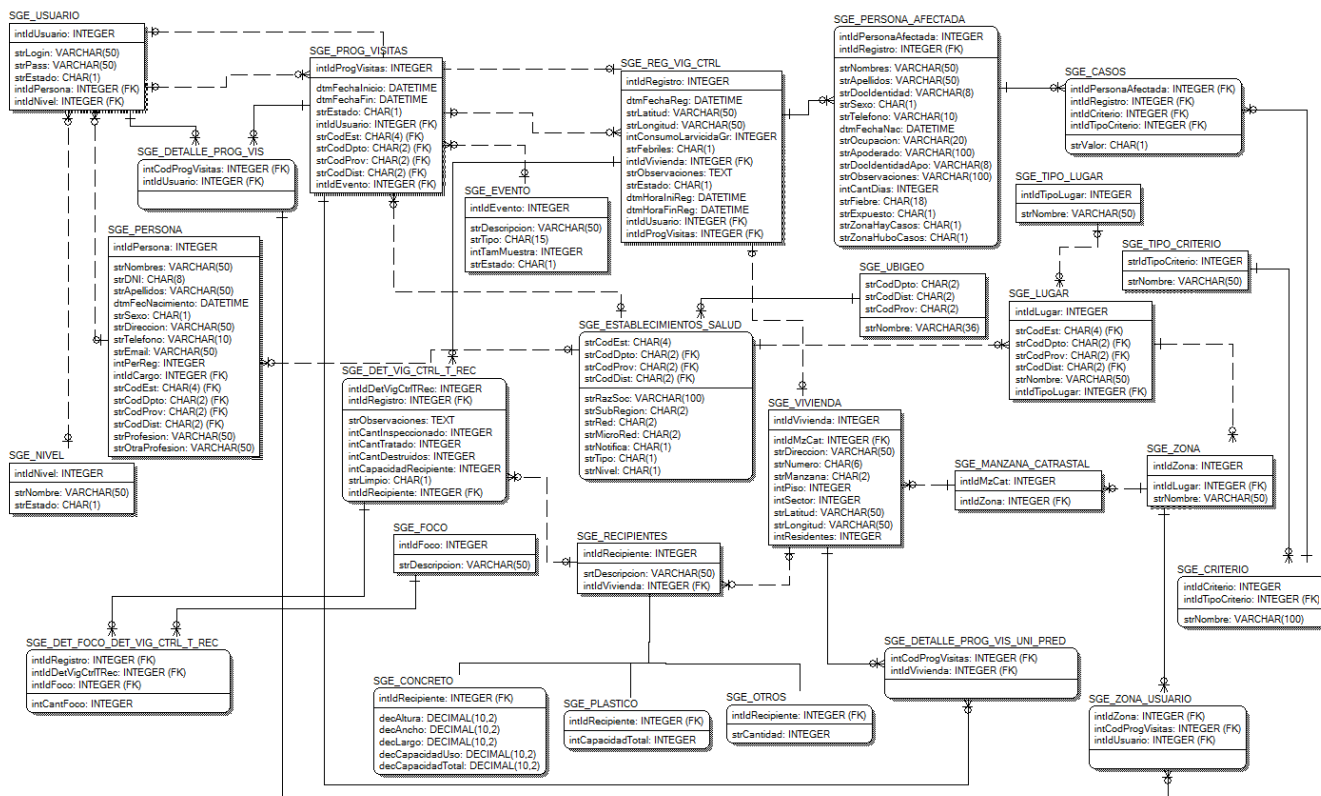 SGE_USUARIO
intIdUsuario: INTEGER
strLogin: VARCHAR(50)
strPass: VARCHAR(50)
strEstado: CHAR(1)
intIdPersona: INTEGER (FK)
intIdNivel: INTEGER (FK)
SGE_PROG_VISITAS
intIdProgVisitas: INTEGER
dtmFechaInicio: DATETIME
dtmFechaFin: DATETIME
strEstado: CHAR(1)
intIdUsuario: INTEGER (FK)
strCodEst: CHAR(4) (FK)
strCodDpto: CHAR(2) (FK)
strCodProv: CHAR(2) (FK)
strCodDist: CHAR(2) (FK)
intIdEvento: INTEGER (FK)
SGE_REG_VIG_CTRL
intIdRegistro: INTEGER
dtmFechaReg: DATETIME
strLatitud: VARCHAR(50)
strLongitud: VARCHAR(50)
intConsumoLarvicidaGr: INTEGER
strFebriles: CHAR(1)
intIdVivienda: INTEGER (FK)
strObservaciones: TEXT
strEstado: CHAR(1)
dtmHoraIniReg: DATETIME
dtmHoraFinReg: DATETIME
intIdUsuario: INTEGER (FK)
intIdProgVisitas: INTEGER (FK)
SGE_PERSONA_AFECTADA
intIdPersonaAfectada: INTEGER
intIdRegistro: INTEGER (FK)
strNombres: VARCHAR(50)
strApellidos: VARCHAR(50)
strDocIdentidad: VARCHAR(8)
strSexo: CHAR(1)
strTelefono: VARCHAR(10)
dtmFechaNac: DATETIME
strOcupacion: VARCHAR(20)
strApoderado: VARCHAR(100)
strDocIdentidadApo: VARCHAR(8)
strObservaciones: VARCHAR(100)
intCantDias: INTEGER
strFiebre: CHAR(18)
strExpuesto: CHAR(1)
strZonaHayCasos: CHAR(1)
strZonaHuboCasos: CHAR(1)
SGE_CASOS
intIdPersonaAfectada: INTEGER (FK)
intIdRegistro: INTEGER (FK)
intIdCriterio: INTEGER (FK)
intIdTipoCriterio: INTEGER (FK)
strValor: CHAR(1)
SGE_DETALLE_PROG_VIS
intCodProgVisitas: INTEGER (FK)
intIdUsuario: INTEGER (FK)
SGE_EVENTO
intIdEvento: INTEGER
strDescripcion: VARCHAR(50)
strTipo: CHAR(15)
intTamMuestra: INTEGER
strEstado: CHAR(1)
SGE_TIPO_LUGAR
intIdTipoLugar: INTEGER
strNombre: VARCHAR(50)
SGE_PERSONA
intIdPersona: INTEGER
strNombres: VARCHAR(50)
strDNI: CHAR(8)
strApellidos: VARCHAR(50)
dtmFecNacimiento: DATETIME
strSexo: CHAR(1)
strDireccion: VARCHAR(50)
strTelefono: VARCHAR(10)
strEmail: VARCHAR(50)
intPerReg: INTEGER
intIdCargo: INTEGER (FK)
strCodEst: CHAR(4) (FK)
strCodDpto: CHAR(2) (FK)
strCodProv: CHAR(2) (FK)
strCodDist: CHAR(2) (FK)
strProfesion: VARCHAR(50)
strOtraProfesion: VARCHAR(50)
SGE_TIPO_CRITERIO
strIdTipoCriterio: INTEGER
strNombre: VARCHAR(50)
SGE_UBIGEO
strCodDpto: CHAR(2)
strCodDist: CHAR(2)
strCodProv: CHAR(2)
strNombre: VARCHAR(36)
SGE_LUGAR
intIdLugar: INTEGER
strCodEst: CHAR(4) (FK)
strCodDpto: CHAR(2) (FK)
strCodProv: CHAR(2) (FK)
strCodDist: CHAR(2) (FK)
strNombre: VARCHAR(50)
intIdTipoLugar: INTEGER (FK)
SGE_ESTABLECIMIENTOS_SALUD
strCodEst: CHAR(4)
strCodDpto: CHAR(2) (FK)
strCodProv: CHAR(2) (FK)
strCodDist: CHAR(2) (FK)
strRazSoc: VARCHAR(100)
strSubRegion: CHAR(2)
strRed: CHAR(2)
strMicroRed: CHAR(2)
strNotifica: CHAR(1)
strTipo: CHAR(1)
strNivel: CHAR(1)
SGE_DET_VIG_CTRL_T_REC
intIdDetVigCtrlTRec: INTEGER
intIdRegistro: INTEGER (FK)
strObservaciones: TEXT
intCantInspeccionado: INTEGER
intCantTratado: INTEGER
intCantDestruidos: INTEGER
intCapacidadRecipiente: INTEGER
strLimpio: CHAR(1)
intIdRecipiente: INTEGER (FK)
SGE_VIVIENDA
intIdVivienda: INTEGER
intIdMzCat: INTEGER (FK)
strDireccion: VARCHAR(50)
strNumero: CHAR(6)
strManzana: CHAR(2)
intPiso: INTEGER
intSector: INTEGER
strLatitud: VARCHAR(50)
strLongitud: VARCHAR(50)
intResidentes: INTEGER
SGE_NIVEL
intIdNivel: INTEGER
strNombre: VARCHAR(50)
strEstado: CHAR(1)
SGE_MANZANA_CATRASTAL
intIdMzCat: INTEGER
intIdZona: INTEGER (FK)
SGE_ZONA
intIdZona: INTEGER
intIdLugar: INTEGER (FK)
strNombre: VARCHAR(50)
SGE_FOCO
intIdFoco: INTEGER
strDescripcion: VARCHAR(50)
SGE_RECIPIENTES
intIdRecipiente: INTEGER
srtDescripcion: VARCHAR(50)
intIdVivienda: INTEGER (FK)
SGE_CRITERIO
intIdCriterio: INTEGER
intIdTipoCriterio: INTEGER (FK)
strNombre: VARCHAR(100)
SGE_DET_FOCO_DET_VIG_CTRL_T_REC
intIdRegistro: INTEGER (FK)
intIdDetVigCtrlTRec: INTEGER (FK)
intIdFoco: INTEGER (FK)
intCantFoco: INTEGER
SGE_DETALLE_PROG_VIS_UNI_PRED
intCodProgVisitas: INTEGER (FK)
intIdVivienda: INTEGER (FK)
SGE_CONCRETO
intIdRecipiente: INTEGER (FK)
decAltura: DECIMAL(10,2)
decAncho: DECIMAL(10,2)
decLargo: DECIMAL(10,2)
decCapacidadUso: DECIMAL(10,2)
decCapacidadTotal: DECIMAL(10,2)
SGE_PLASTICO
intIdRecipiente: INTEGER (FK)
intCapacidadTotal: INTEGER
SGE_OTROS
intIdRecipiente: INTEGER (FK)
strCantidad: INTEGER
SGE_ZONA_USUARIO
intIdZona: INTEGER (FK)
intCodProgVisitas: INTEGER (FK)
intIdUsuario: INTEGER (FK)